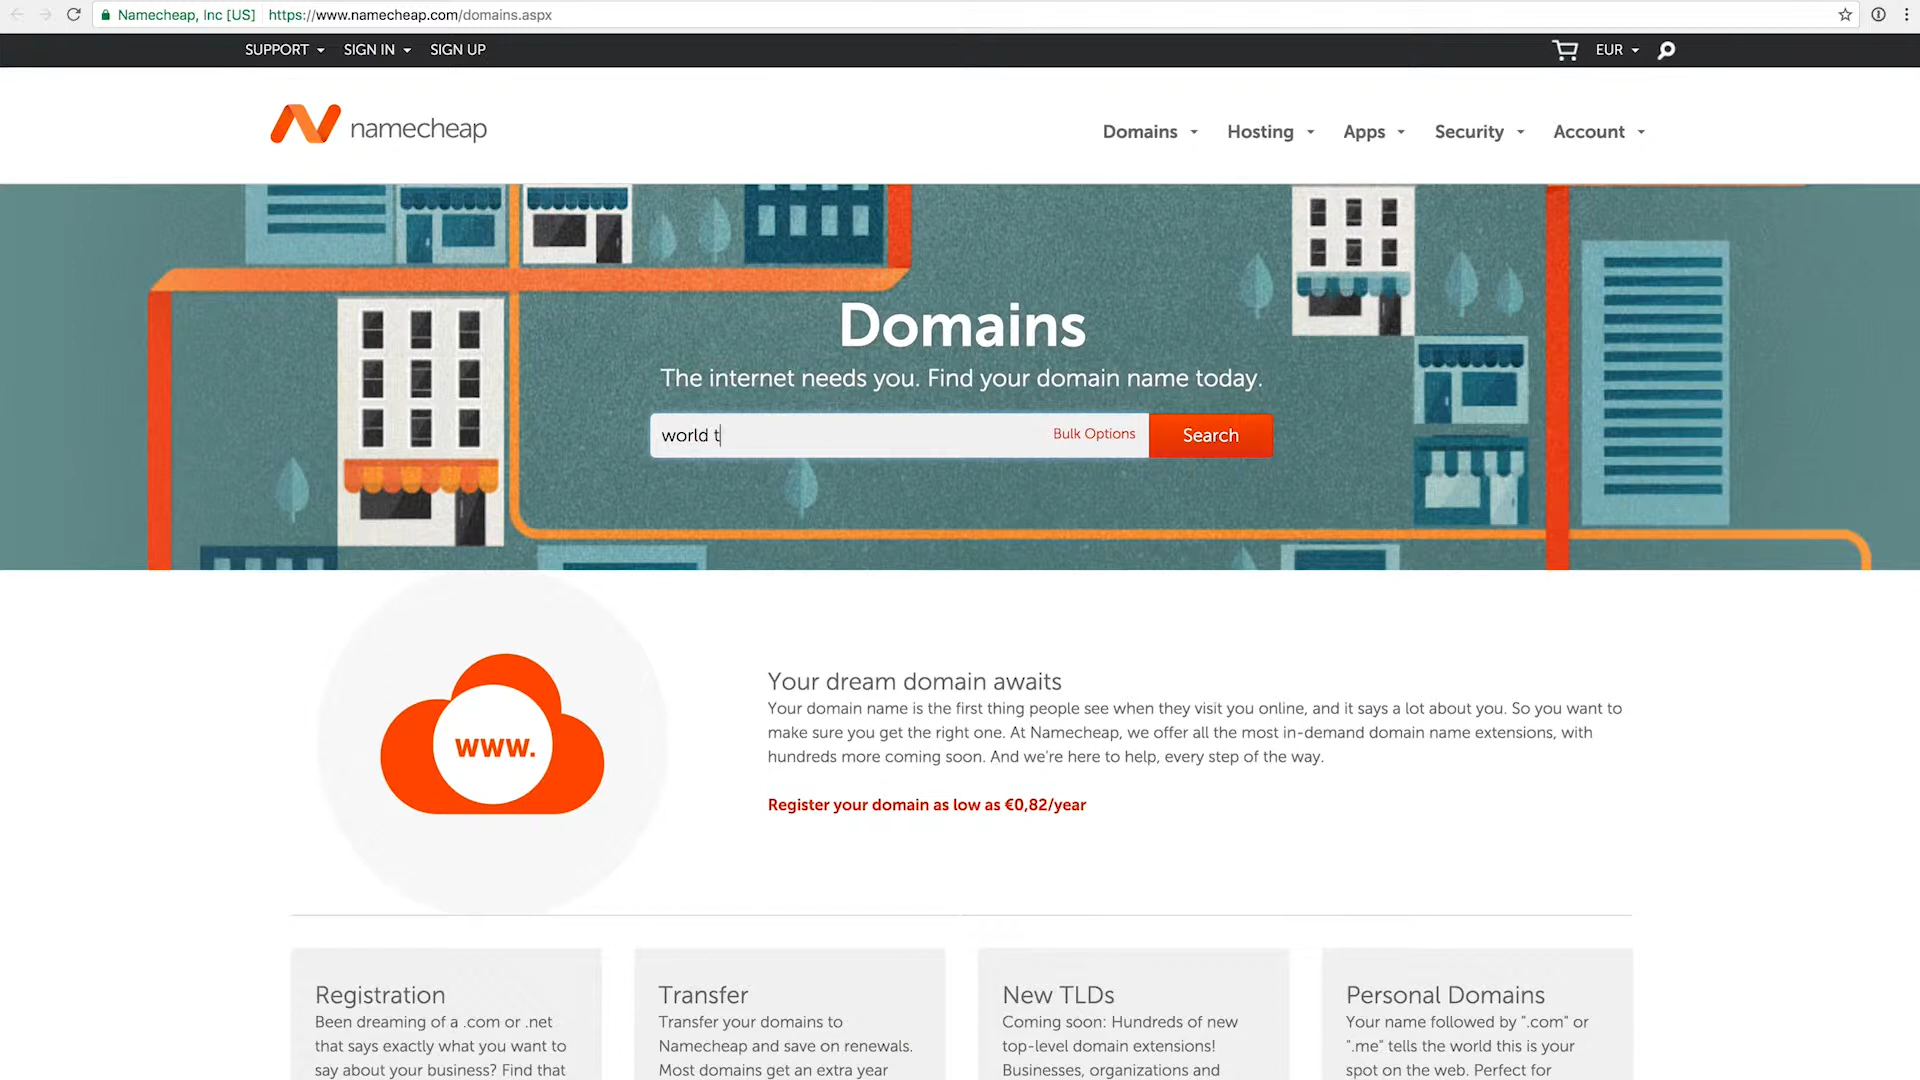 Namecheap, Inc [US] https://www.namecheap.com/domains.aspx
SUPPORT SIGN IN SIGN UP EUR
namecheap
Domains Hosting Apps Security Account
Domains
The internet needs you. Find your domain name today.
world t Bulk Options Search
www.
Your dream domain awaits
Your domain name is the first thing people see when they visit you online, and it says a lot about you. So you want to
make sure you get the right one. At Namecheap, we offer all the most in-demand domain name extensions, with
hundreds more coming soon. And we're here to help, every step of the way.
Register your domain as low as €0,82/year
Registration
Been dreaming of a .com or .net
that says exactly what you want to
say about your business? Find that
Transfer
Transfer your domains to
Namecheap and save on renewals.
Most domains get an extra year
New TLDs
Coming soon: Hundreds of new
top-level domain extensions!
Businesses, organizations and
Personal Domains
Your name followed by ".com" or
".me" tells the world this is your
spot on the web. Perfect for